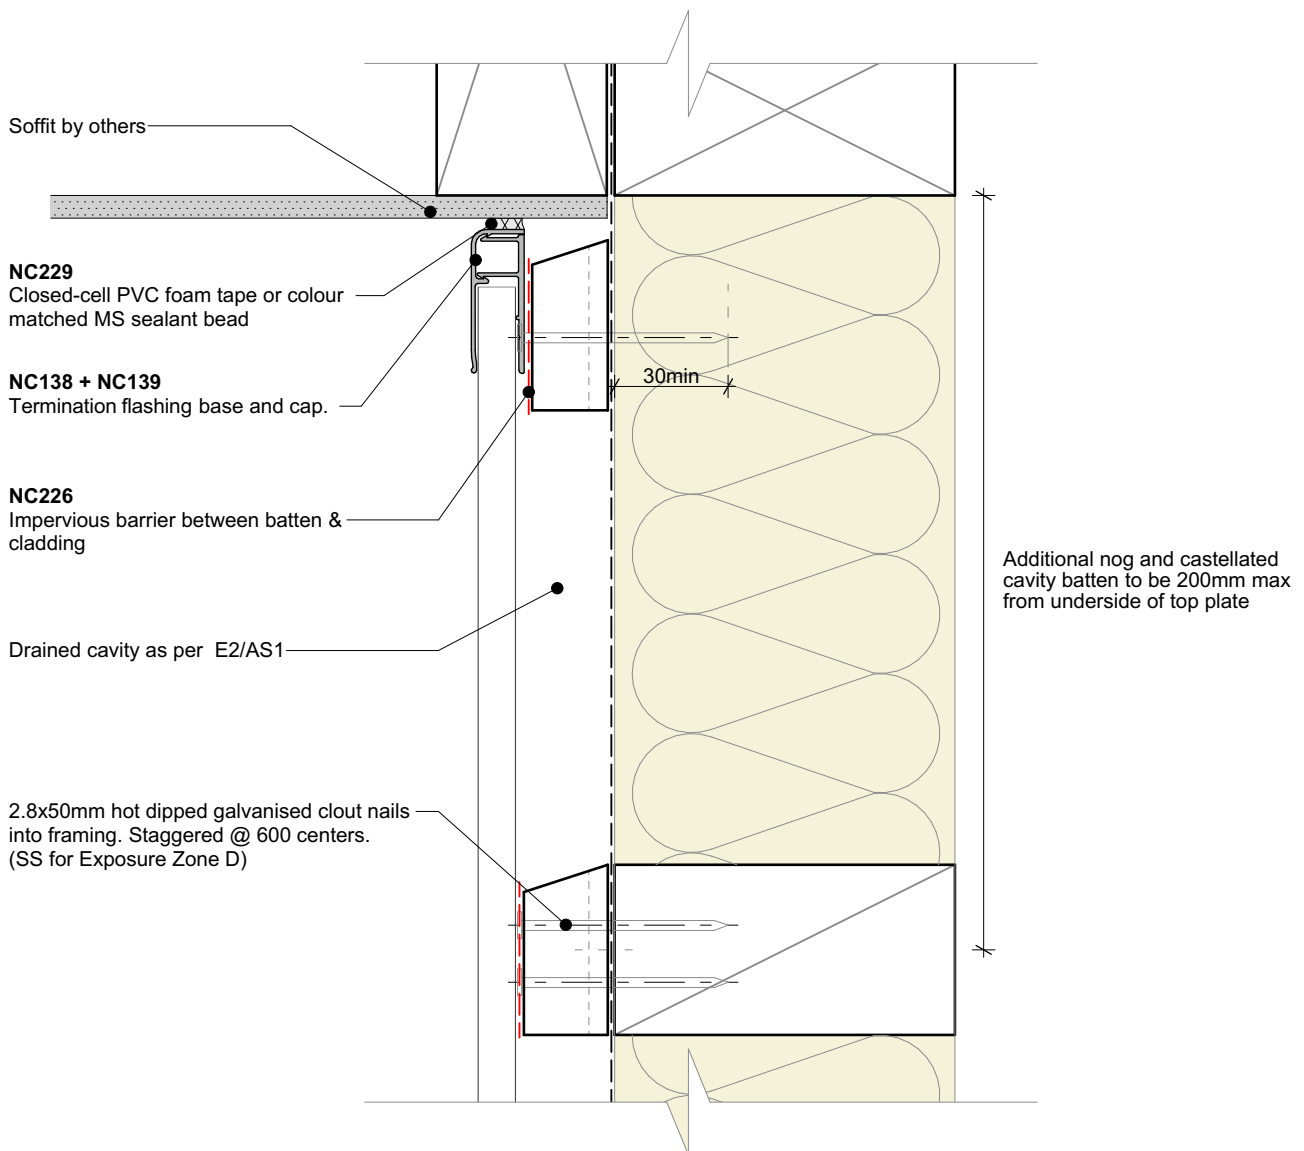 Soffit by others
NC229
Closed-cell PVC foam tape or colour
matched MS sealant bead
NC138 + NC139
Termination flashing base and cap.
30min
NC226
Impervious barrier between batten &
cladding
Additional nog and castellated
cavity batten to be 200mm max
from underside of top plate
Drained cavity as per E2/AS1
2.8x50mm hot dipped galvanised clout nails
into framing. Staggered @ 600 centers.
(SS for Exposure Zone D)